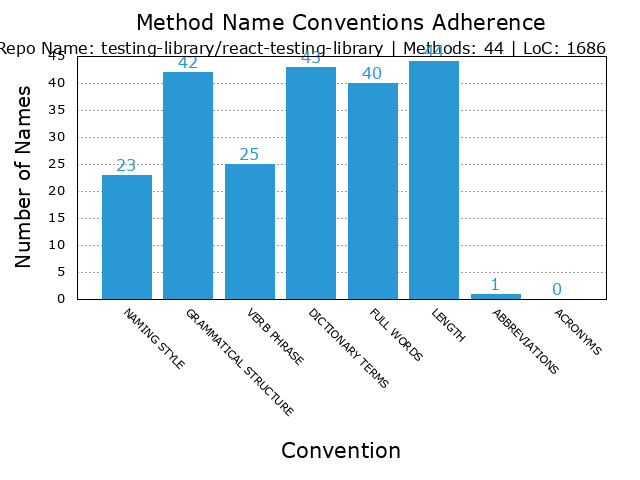 Method Name Conventions Adherence
Repo Name: testing-library/react-testing-library | Methods: 44 | LoC: 1686
Number of Names
45
40
35
30
25
20
15
10
5
0
23
42
25
43
40
44
1
0
NAMING STYLE
GRAMMATICAL STRUCTURE
VERB PHRASE
DICTIONARY TERMS
FULL WORDS
LENGTH
ABBREVIATIONS
ACRONYMS
Convention